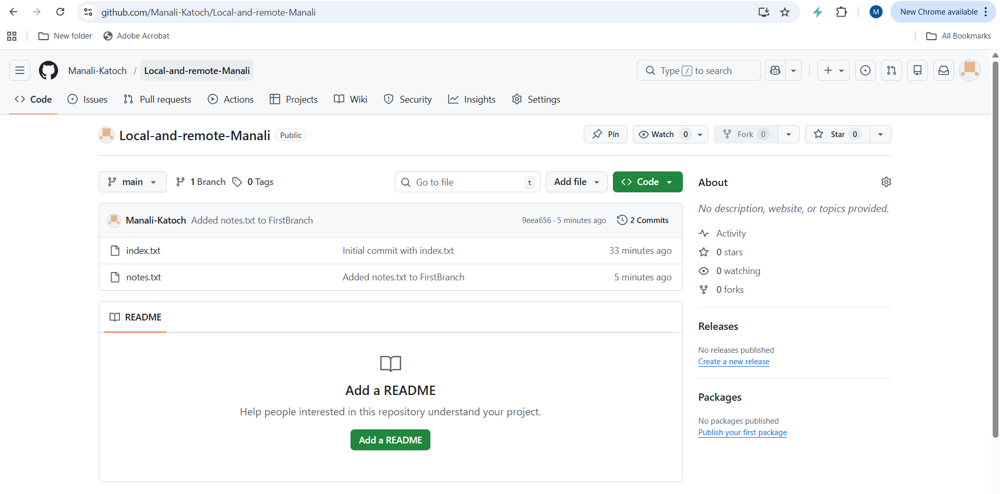 github.com/Manali-Katoch/Local-and-remote-Manali
M
New Chrome available
New folder
Adobe Acrobat
All Bookmarks
Manali-Katoch / Local-and-remote-Manali
Type / to search
Code
Issues
Pull requests
Actions
Projects
Wiki
Security
Insights
Settings
Local-and-remote-Manali Public
Pin
Watch 0
Fork 0
Star 0
main
1 Branch
0 Tags
Go to file t
Add file
Code
Manali-Katoch Added notes.txt to FirstBranch 9eea656 · 5 minutes ago 2 Commits
index.txt Initial commit with index.txt 33 minutes ago
notes.txt Added notes.txt to FirstBranch 5 minutes ago
README
Add a README
Help people interested in this repository understand your project.
Add a README
About
No description, website, or topics provided.
Activity
0 stars
0 watching
0 forks
Releases
No releases published
Create a new release
Packages
No packages published
Publish your first package